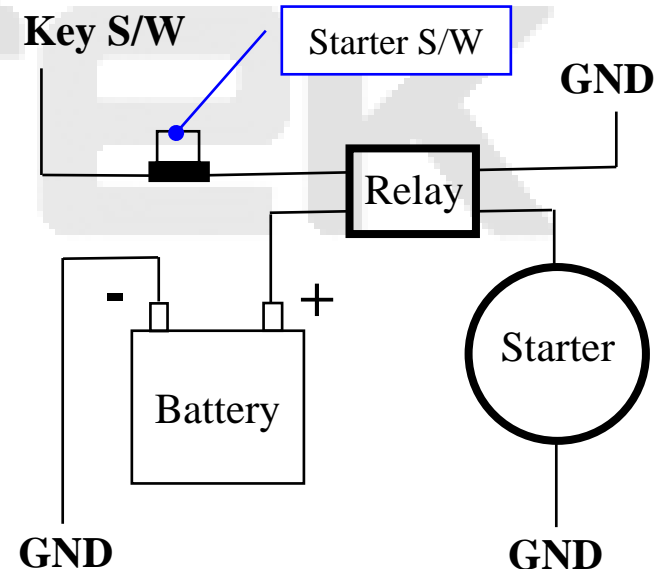 Key S/W
Starter S/W
GND
Relay
- +
Starter
Battery
GND
GND